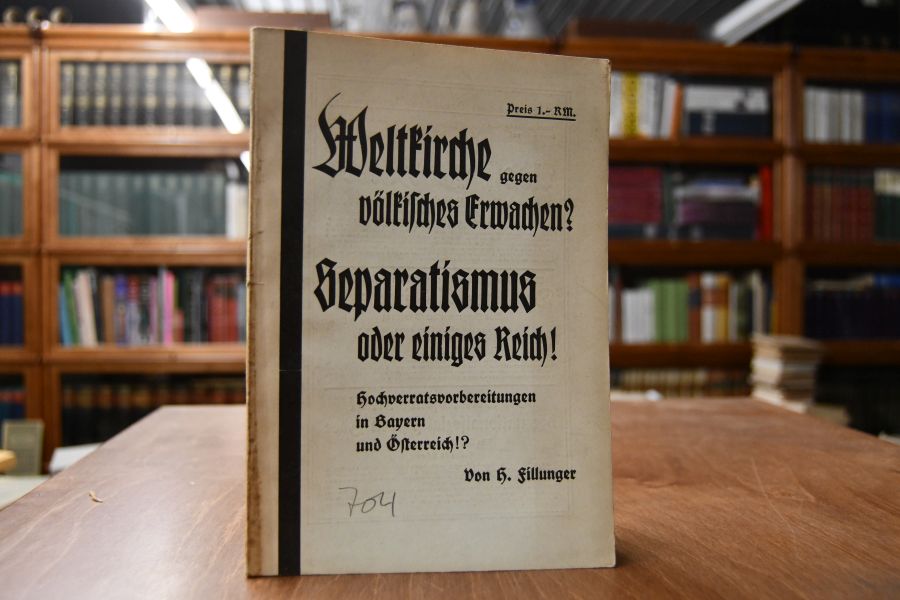 Preis 1.- RM.
Weltkirche gegen
völkisches Erwachen?
Separatismus
oder einiges Reich!
Hochverratsvorbereitungen
in Bayern
und Österreich!?
Von H. Fillunger
704